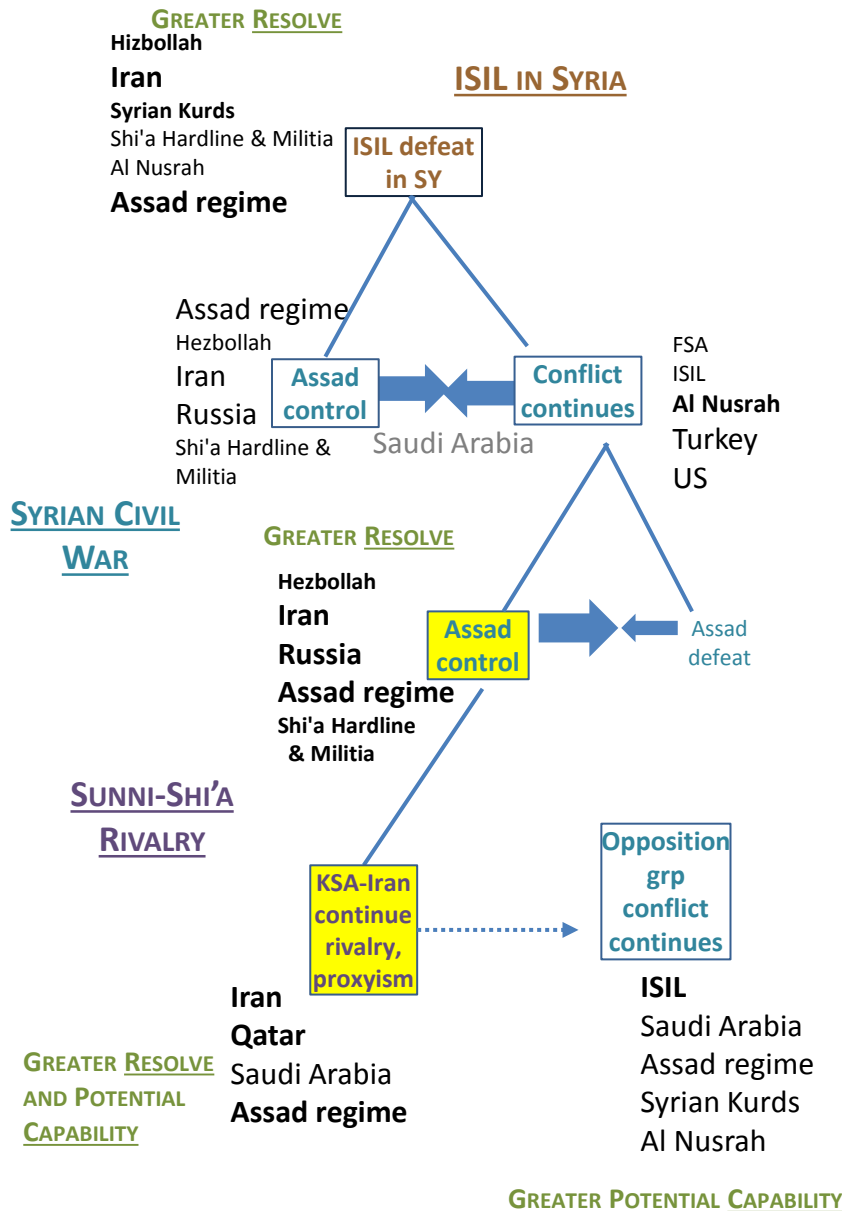 GREATER RESOLVE
Hizbollah
Iran
Syrian Kurds
Shi'a Hardline & Militia
Al Nusrah
Assad regime
ISIL IN SYRIA
ISIL defeat
in SY
Assad regime
Hezbollah
Iran
Russia
Shi'a Hardline &
Militia
Assad
control
Saudi Arabia
Conflict
continues
FSA
ISIL
Al Nusrah
Turkey
US
SYRIAN CIVIL
WAR
GREATER RESOLVE
Hezbollah
Iran
Russia
Assad regime
Shi'a Hardline
& Militia
Assad
control
Assad
defeat
SUNNI-SHI’A
RIVALRY
KSA-Iran
continue
rivalry,
proxyism
Opposition
grp
conflict
continues
Iran
Qatar
Saudi Arabia
Assad regime
GREATER RESOLVE
AND POTENTIAL
CAPABILITY
ISIL
Saudi Arabia
Assad regime
Syrian Kurds
Al Nusrah
GREATER POTENTIAL CAPABILITY